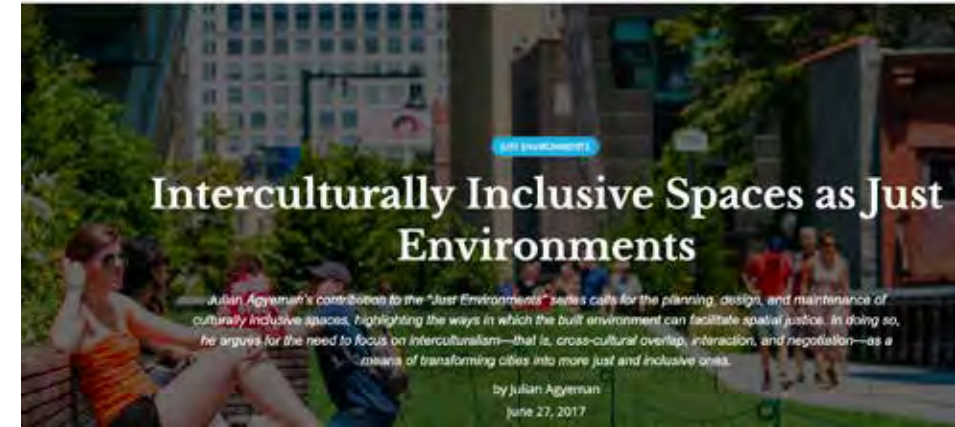 JUST ENVIRONMENTS
Interculturally Inclusive Spaces as Just
Environments
Julian Agyeman's contribution to the "Just Environments" series calls for the planning, design, and maintenance of
culturally inclusive spaces, highlighting the ways in which the built environment can facilitate spatial justice. In doing so,
he argues for the need to focus on interculturalism—that is, cross-cultural overlap, interaction, and negotiation—as a
means of transforming cities into more just and inclusive ones.
by Julian Agyeman
June 27, 2017